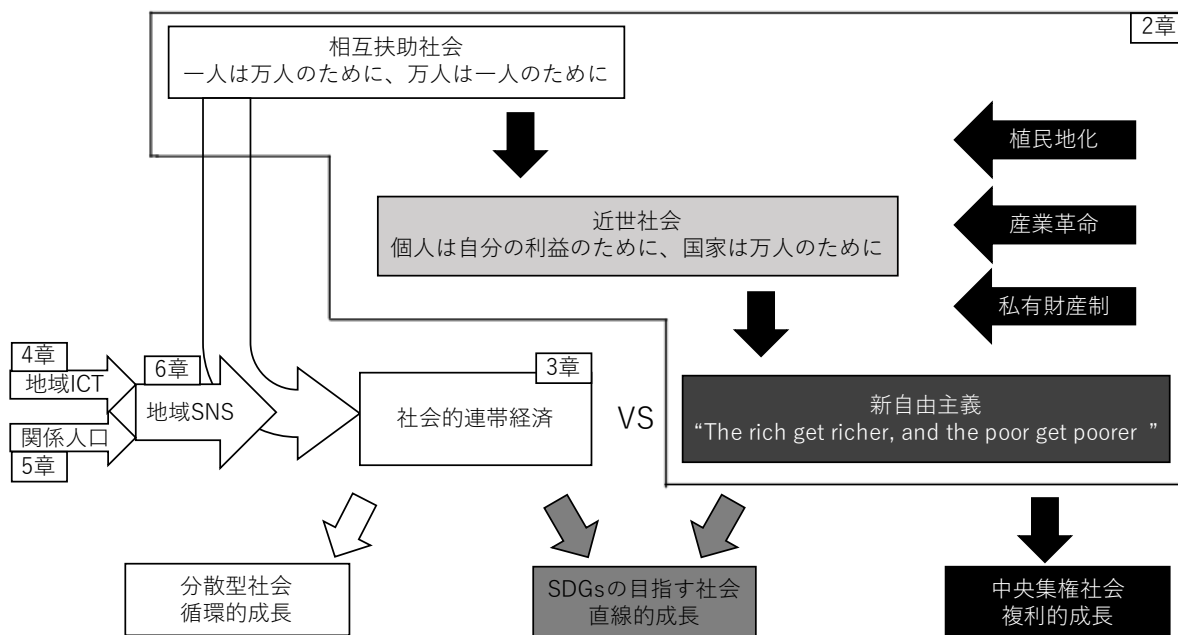 2章
相互扶助社会
一人は万人のために、万人は一人のために
植民地化
近世社会
個人は自分の利益のために、国家は万人のために
産業革命
私有財産制
4章
地域ICT
6章
地域SNS
関係人口
5章
3章
社会的連帯経済
VS
新自由主義
“The rich get richer, and the poor get poorer ”
分散型社会
循環的成長
SDGsの目指す社会
直線的成長
中央集権社会
複利的成長